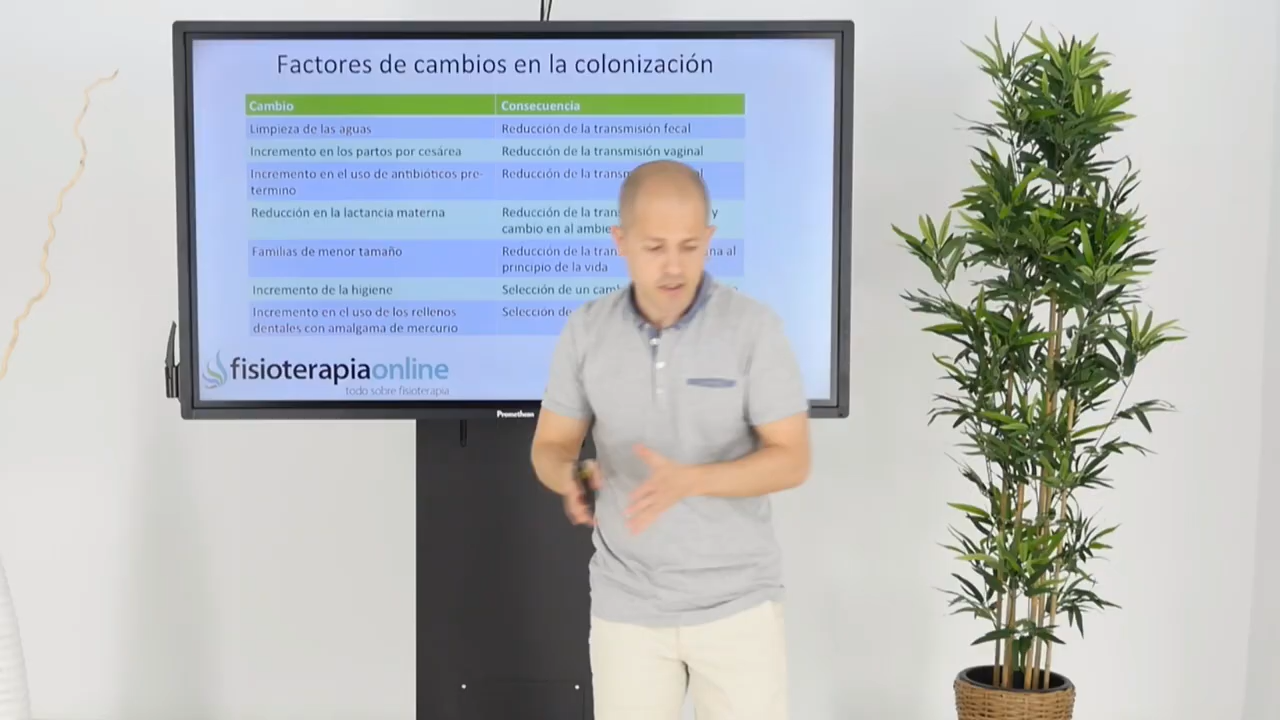 Factores de cambios en la colonización
Cambio Consecuencia
Limpieza de las aguas Reducción de la transmisión fecal
Incremento en los partos por cesárea Reducción de la transmisión vaginal
Incremento en el uso de antibióticos pre- Reducción de la
termino
Reducción en la lactancia materna Reducción de la y
cambio en al
Familias de menor tamaño Reducción de la al
principio de la vida
Incremento de la higiene Selección de un
Incremento en el uso de los rellenos Selección de
dentales con amalgama de mercurio
fisioterapiaonline
todo sobre fisioterapia
Promethean